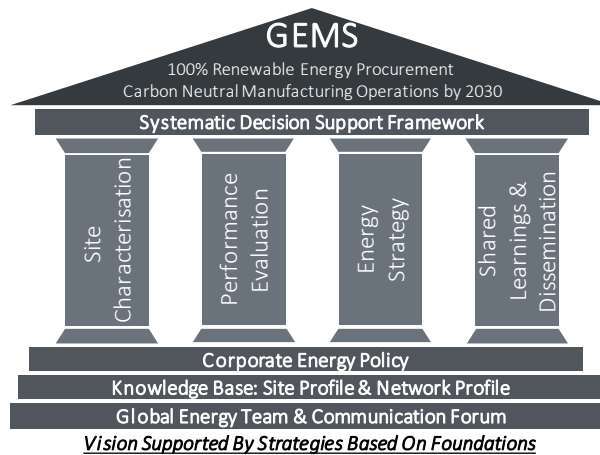 GEMS
100% Renewable Energy Procurement
Carbon Neutral Manufacturing Operations by 2030
Systematic Decision Support Framework
Site
Characterisation
Performance
Evaluation
Energy
Strategy
Shared
Learnings &
Dissemination
Corporate Energy Policy
Knowledge Base: Site Profile & Network Profile
Global Energy Team & Communication Forum
Vision Supported By Strategies Based On Foundations